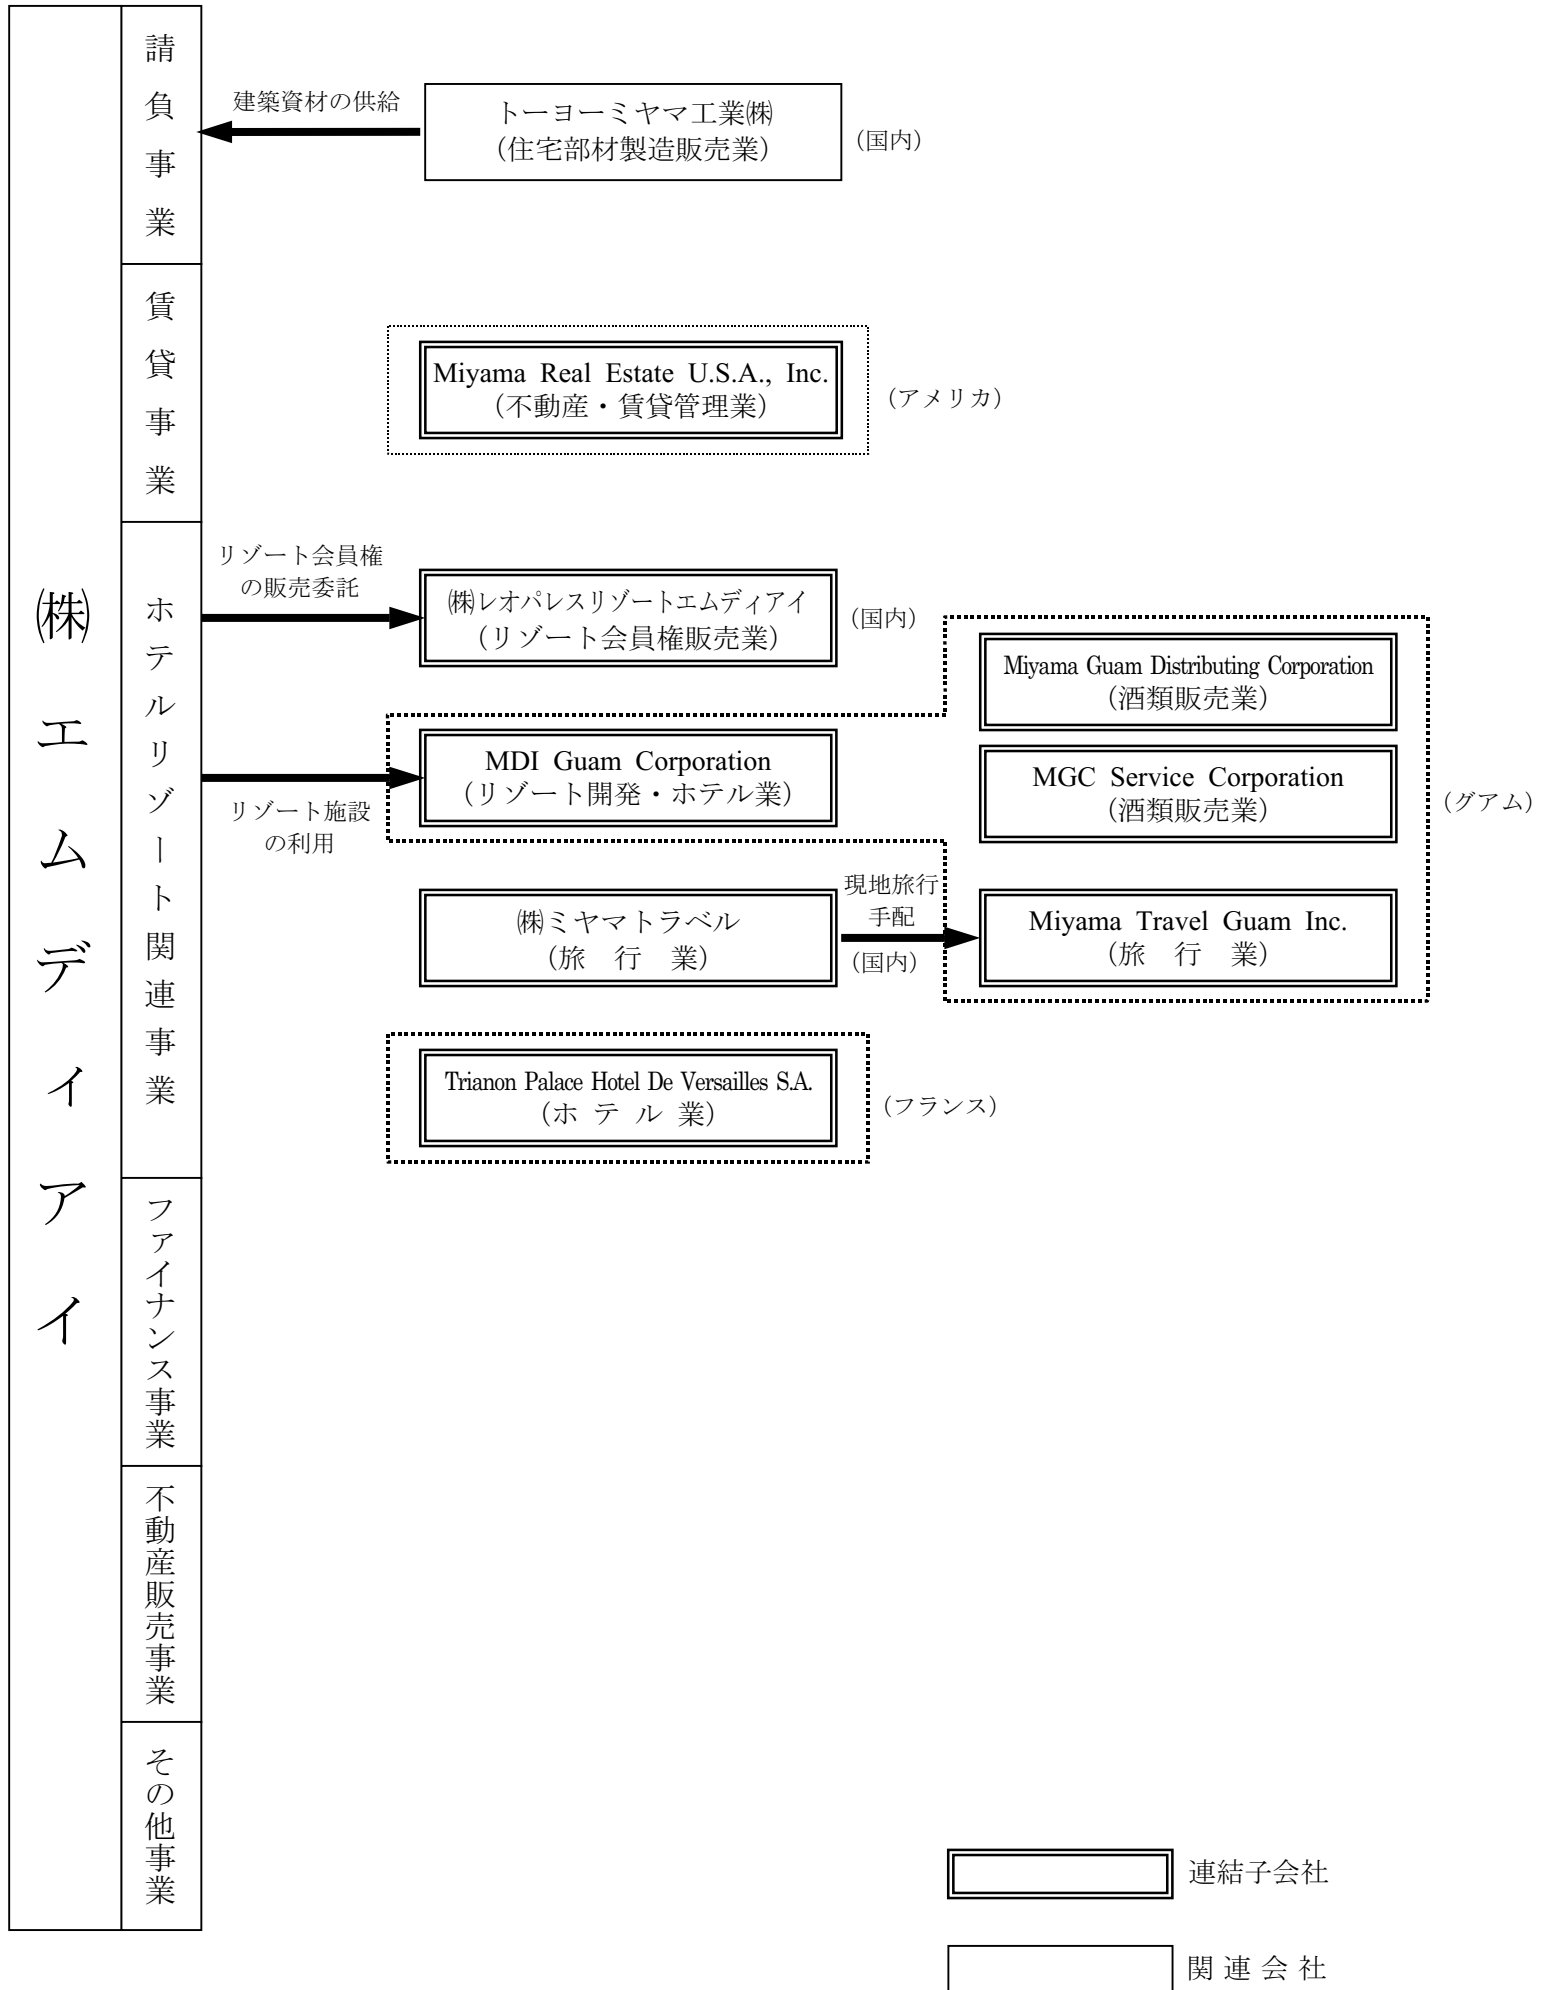 ㈱エムディアイ
請負事業
建築資材の供給
トーヨーミヤマ工業㈱
（住宅部材製造販売業）
（国内）
賃貸事業
Miyama Real Estate U.S.A., Inc.
（不動産・賃貸管理業）
（アメリカ）
ホテルリゾート関連事業
リゾート会員権
の販売委託
㈱レオパレスリゾートエムディアイ
（リゾート会員権販売業）
（国内）
Miyama Guam Distributing Corporation
（酒類販売業）
MDI Guam Corporation
（リゾート開発・ホテル業）
リゾート施設
の利用
MGC Service Corporation
（酒類販売業）
（グアム）
㈱ミヤマトラベル
（旅　行　業）
現地旅行
手配
（国内）
Miyama Travel Guam Inc.
（旅　行　業）
Trianon Palace Hotel De Versailles S.A.
（ホ テ ル 業）
（フランス）
ファイナンス事業
不動産販売事業
その他事業
連結子会社
関 連 会 社